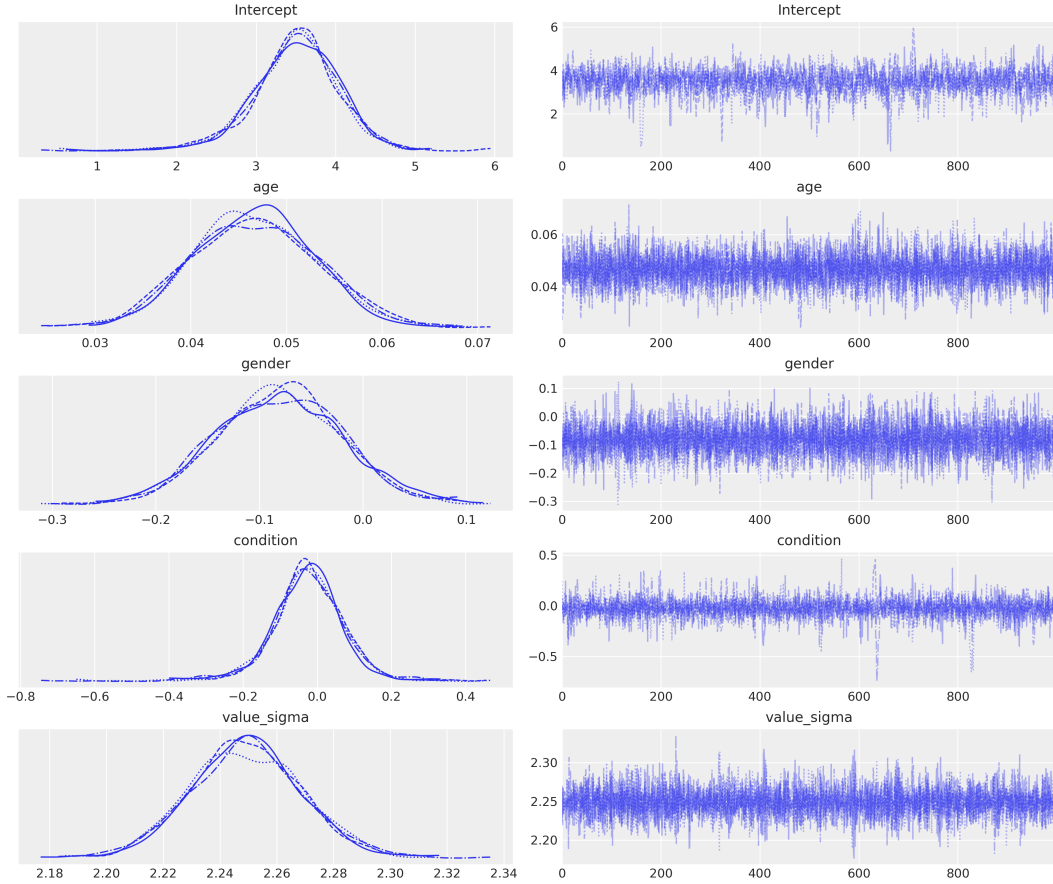 Intercept Intercept
6
4
2
1 2 3 4 5 6 0 200 400 600 800
age age
0.06
0.04
0.03 0.04 0.05 0.06 0.07 0 200 400 600 800
gender gender
0.1
0.0
−0.1
−0.2
−0.3
−0.3 −0.2 −0.1 0.0 0.1 0 200 400 600 800
condition condition
0.5
0.0
−0.5
−0.8 −0.6 −0.4 −0.2 0.0 0.2 0.4 0 200 400 600 800
value_sigma value_sigma
2.30
2.25
2.20
2.18 2.20 2.22 2.24 2.26 2.28 2.30 2.32 2.34 0 200 400 600 800